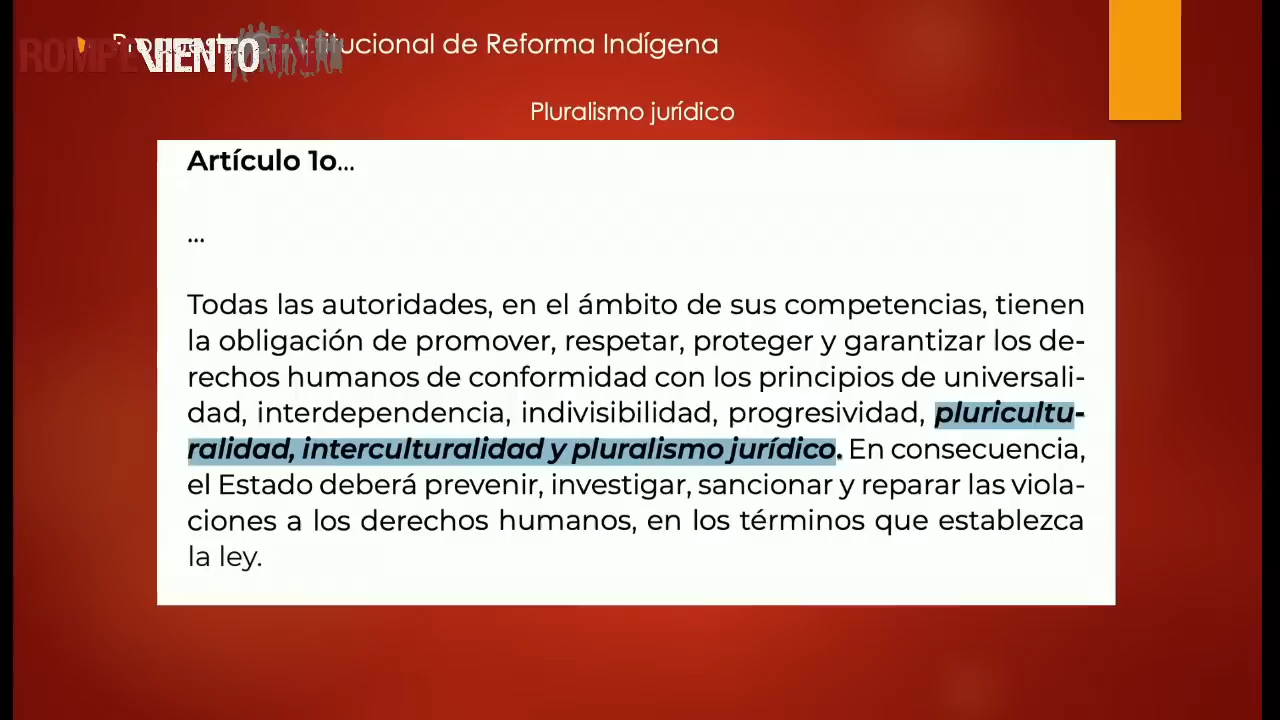 de Reforma Indígena
ROMPEVIENTO
Pluralismo jurídico
Artículo 1o...
...
Todas las autoridades, en el ámbito de sus competencias, tienen
la obligación de promover, respetar, proteger y garantizar los de-
rechos humanos de conformidad con los principios de universali-
dad, interdependencia, indivisibilidad, progresividad, pluricultu-
ralidad, interculturalidad y pluralismo jurídico. En consecuencia,
el Estado deberá prevenir, investigar, sancionar y reparar las viola-
ciones a los derechos humanos, en los términos que establezca
la ley.